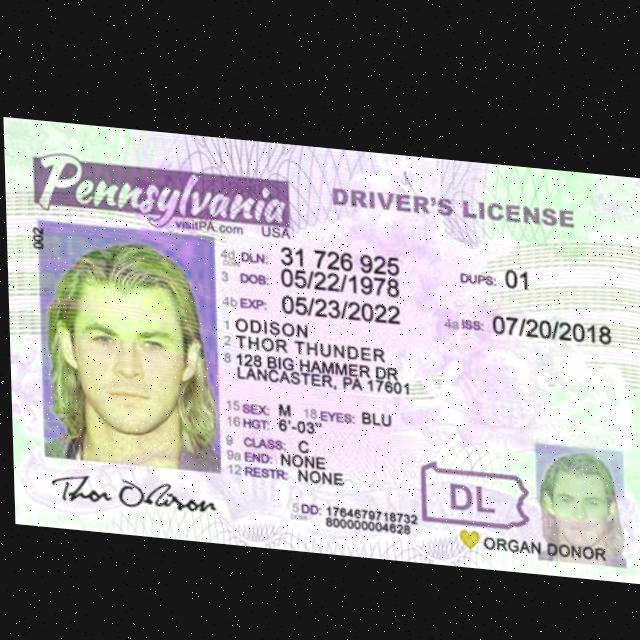 Pennsylvania
visitPA.com USA
DRIVER'S LICENSE
002
4d DLN: 31 726 925
DUPS: 01
3 DOB: 05/22/1978
4b EXP: 05/23/2022
4a ISS: 07/20/2018
1 ODISON
2 THOR THUNDER
8 128 BIG HAMMER DR
LANCASTER, PA 17601
15 SEX: M 18 EYES: BLU
16 HGT: 6'-03"
9 CLASS: C
9a END: NONE
12 RESTR: NONE
Thor Odison
5 DD: 1764679718732
800000004628
DL
ORGAN DONOR